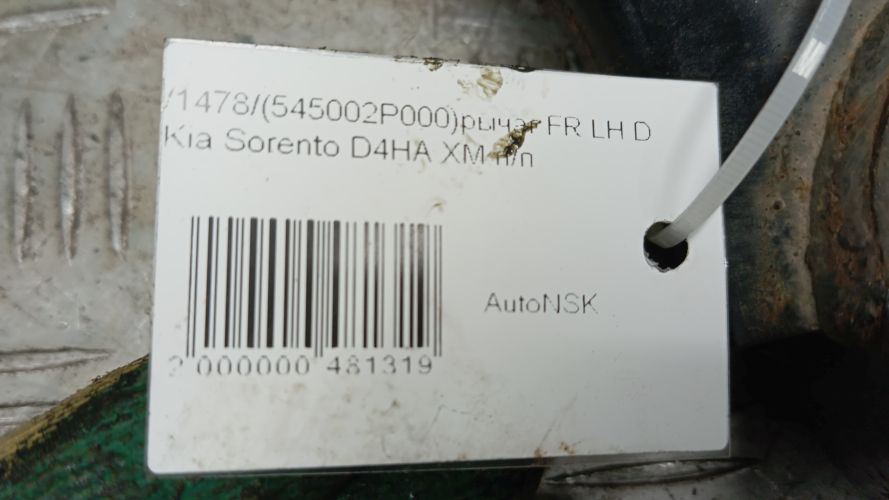 /1478/(545002P000)рычаг FR LH D
Kia Sorento D4HA XM п/п
AutoNSK
2 000000 481319